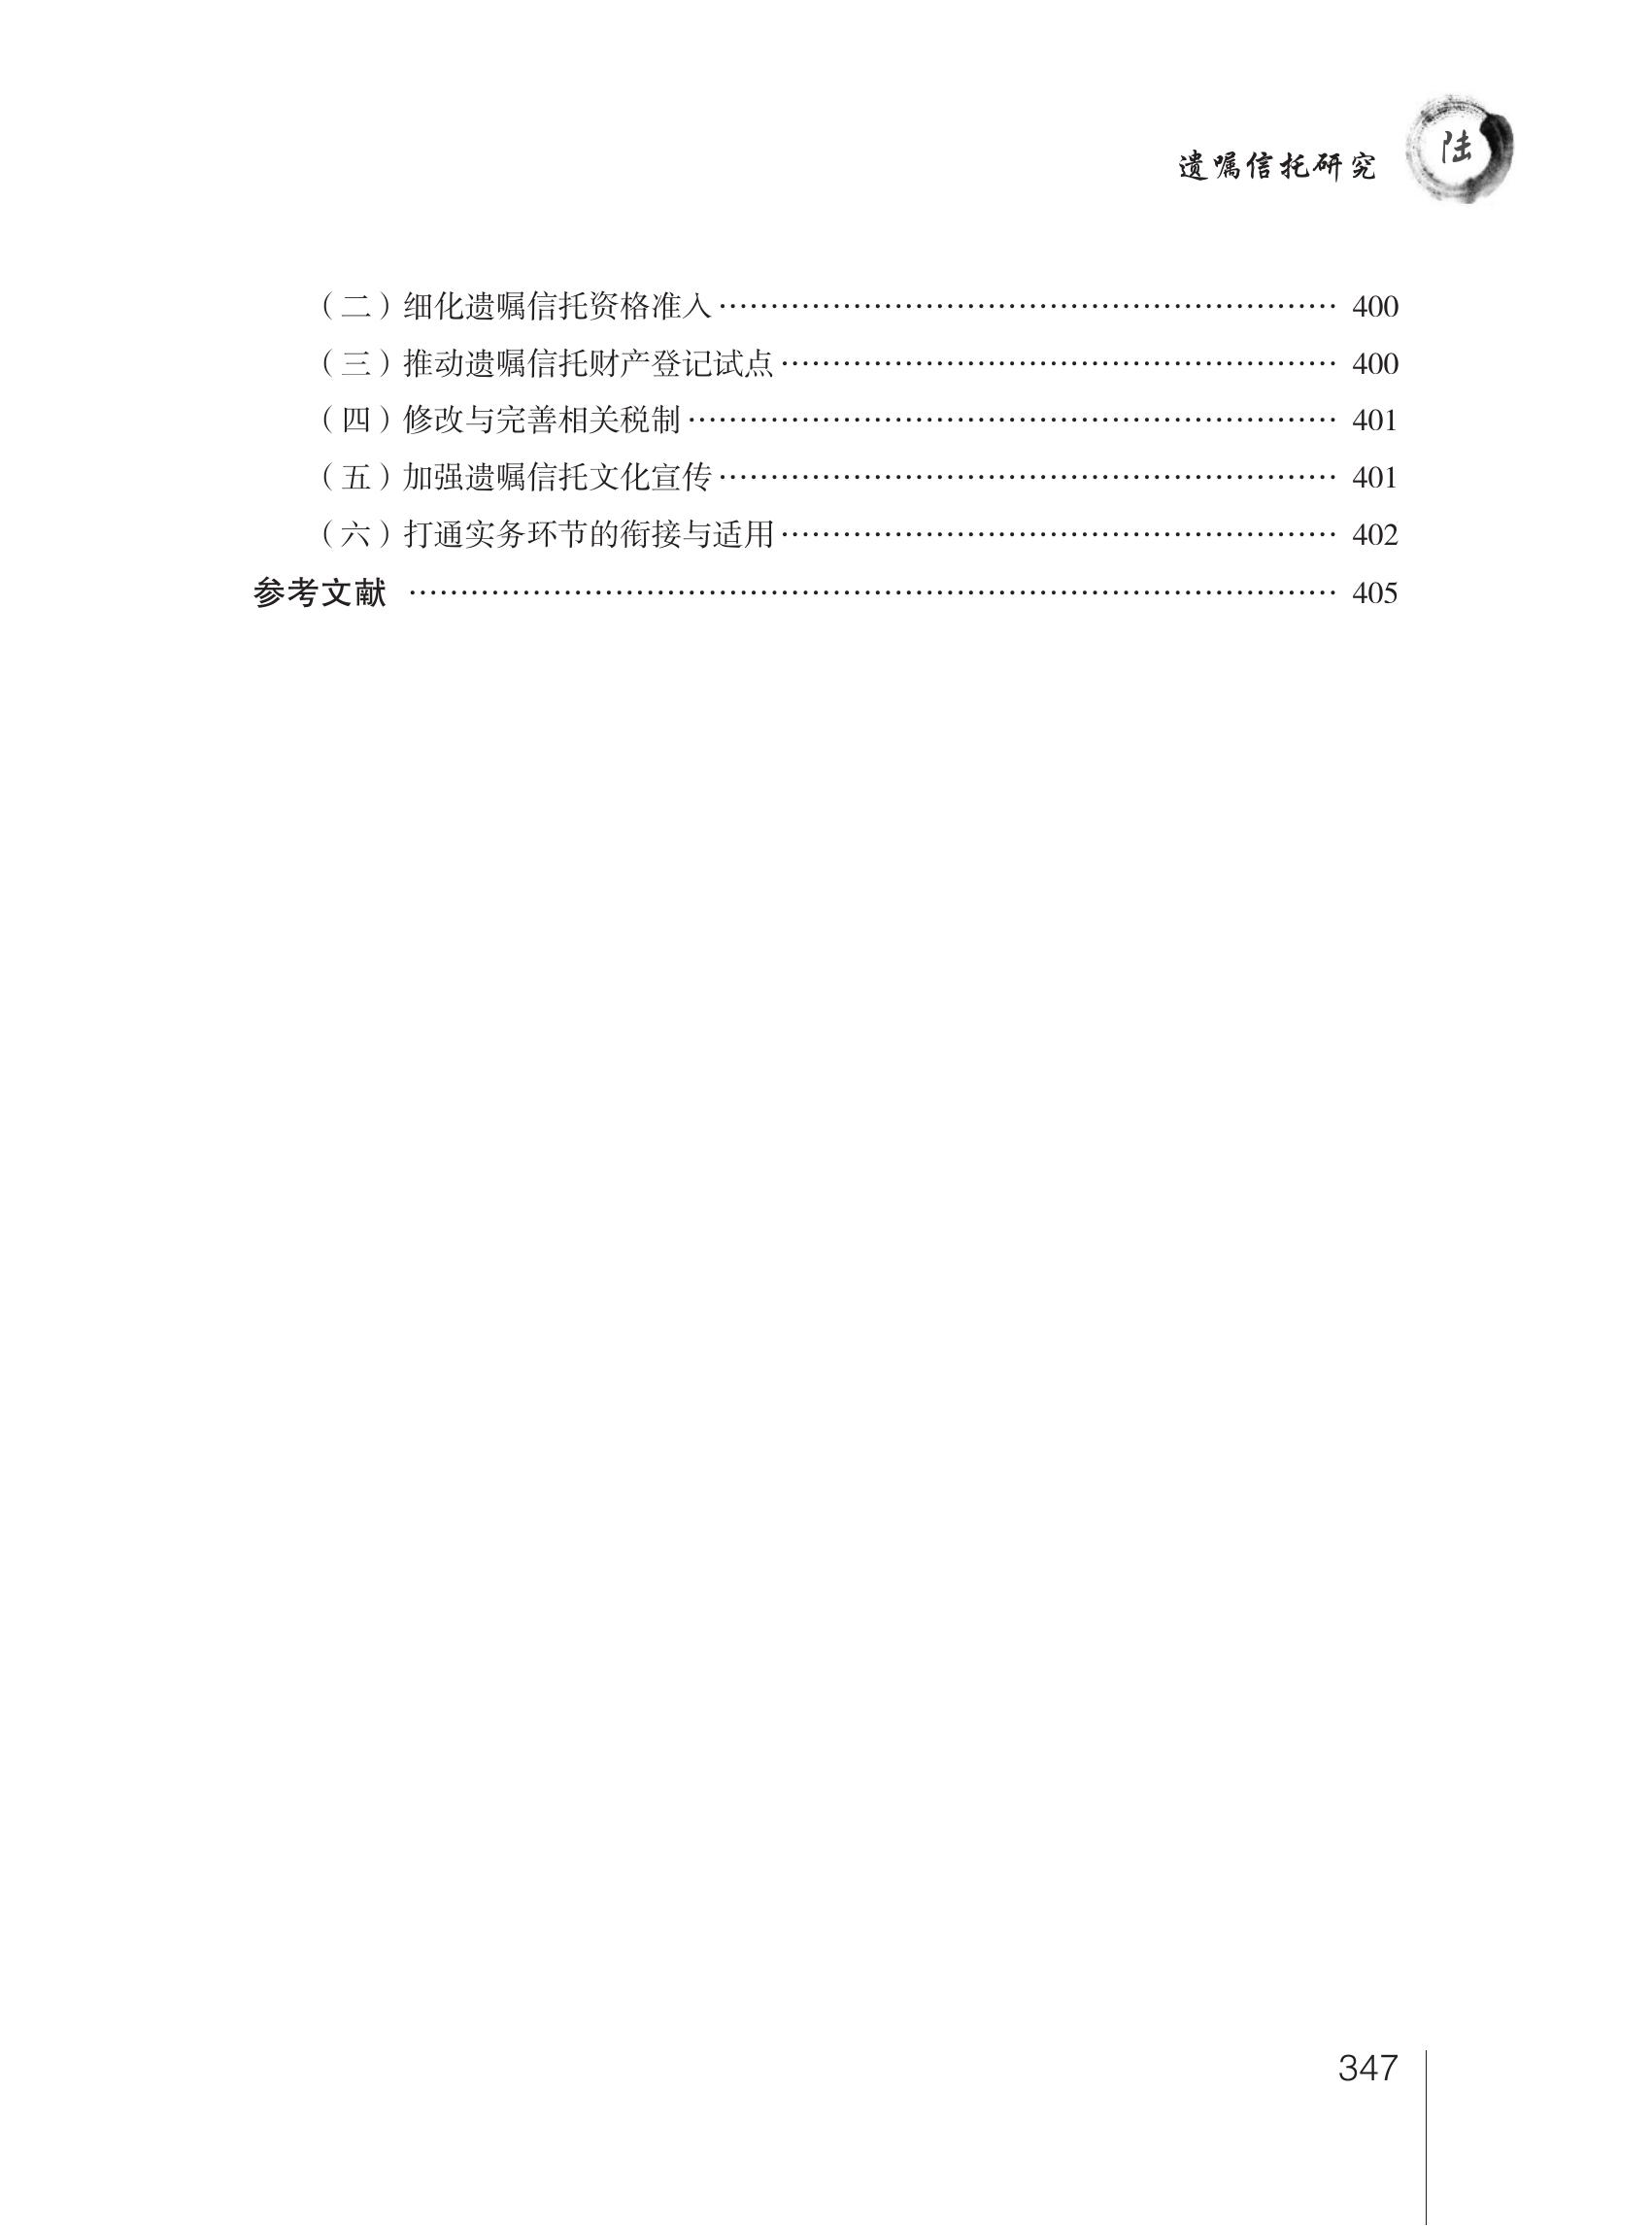 遗嘱信托研究 陆
（二）细化遗嘱信托资格准入………………………………………………… 400
（三）推动遗嘱信托财产登记试点…………………………………………… 400
（四）修改与完善相关税制…………………………………………………… 401
（五）加强遗嘱信托文化宣传………………………………………………… 401
（六）打通实务环节的衔接与适用…………………………………………… 402
参考文献 ………………………………………………………………………… 405
347